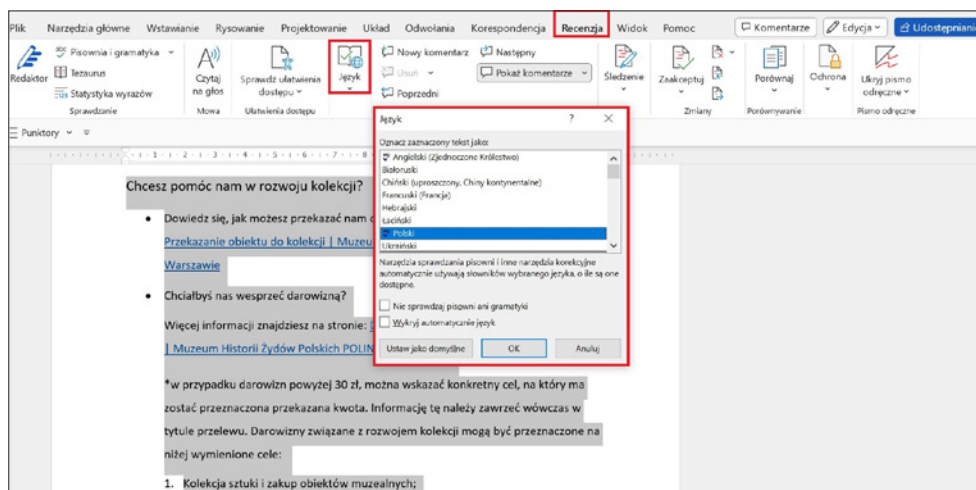 Plik Narzędzia główne Wstawianie Rysowanie Projektowanie Układ Odwołania Korespondencja Recenzja Widok Pomoc Komentarze Edycja Udostępnianie
Redaktor
Pisownia i gramatyka
Tezaurus
Statystyka wyrazów
Sprawdzanie
Czytaj na głos
Mowa
Sprawdź ułatwienia dostępu
Ułatwienia dostępu
Język
Nowy komentarz
Usuń
Poprzedni
Następny
Pokaż komentarze
Śledzenie
Zaakceptuj
Zmiany
Porównaj
Porównywanie
Ochrona
Ukryj pismo odręczne
Pismo odręczne
Punktory
Język ? ×
Oznacz zaznaczony tekst jako:
Angielski (Zjednoczone Królestwo)
Białoruski
Chiński (uproszczony, Chiny kontynentalne)
Francuski (Francja)
Hebrajski
Łaciński
Polski
Ukraiński
Narzędzia sprawdzania pisowni i inne narzędzia korekcyjne
automatycznie używają słowników wybranego języka, o ile są one
dostępne.
Nie sprawdzaj pisowni ani gramatyki
Wykryj automatycznie język
Ustaw jako domyślne OK Anuluj
Chcesz pomóc nam w rozwoju kolekcji?
• Dowiedz się, jak możesz przekazać nam
Przekazanie obiektu do kolekcji | Muzeu
Warszawie
• Chciałbyś nas wesprzeć darowizną?
Więcej informacji znajdziesz na stronie:
| Muzeum Historii Żydów Polskich POLIN
*w przypadku darowizn powyżej 30 zł, można wskazać konkretny cel, na który ma
zostać przeznaczona przekazana kwota. Informację tę należy zawrzeć wówczas w
tytule przelewu. Darowizny związane z rozwojem kolekcji mogą być przeznaczone na
niżej wymienione cele:
1. Kolekcja sztuki i zakup obiektów muzealnych;